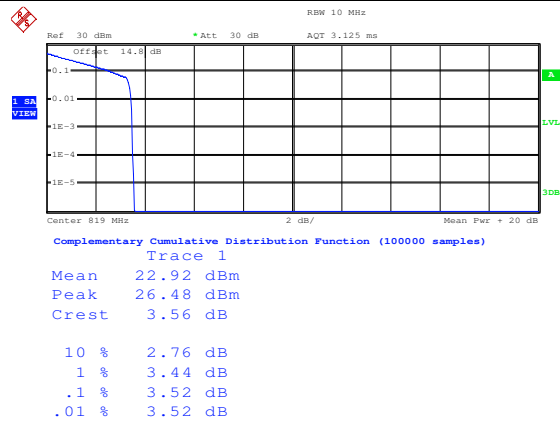 RBW 10 MHz
Ref 30 dBm * Att 30 dB AQT 3.125 ms
Offset 14.8 dB
0.1
A
0.01
1 SA
VIEW
1E-3
LVL
1E-4
1E-5
3DB
Center 819 MHz 2 dB/ Mean Pwr + 20 dB
Complementary Cumulative Distribution Function (100000 samples)
Trace 1
Mean 22.92 dBm
Peak 26.48 dBm
Crest 3.56 dB
10 % 2.76 dB
1 % 3.44 dB
.1 % 3.52 dB
.01 % 3.52 dB